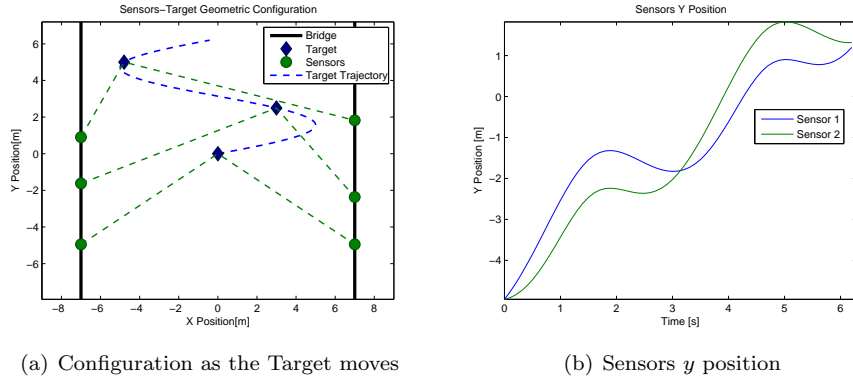 Sensors−Target Geometric Configuration
6
4
2
0
−2
−4
−6
Y Position[m]
−8 −6 −4 −2 0 2 4 6 8
X Position[m]
Bridge
Target
Sensors
Target Trajectory
(a) Configuration as the Target moves
Sensors Y Position
1
0
−1
−2
−3
−4
Y Position [m]
0 1 2 3 4 5 6
Time [s]
Sensor 1
Sensor 2
(b) Sensors y position